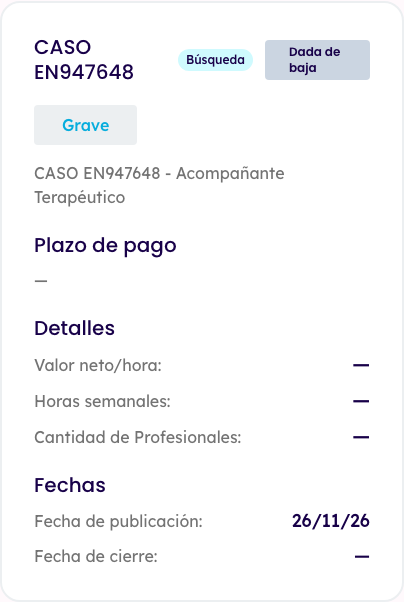 CASO
EN947648
Búsqueda
Dada de
baja
Grave
CASO EN947648 - Acompañante
Terapéutico
Plazo de pago
—
Detalles
Valor neto/hora: —
Horas semanales: —
Cantidad de Profesionales: —
Fechas
Fecha de publicación: 26/11/26
Fecha de cierre: —